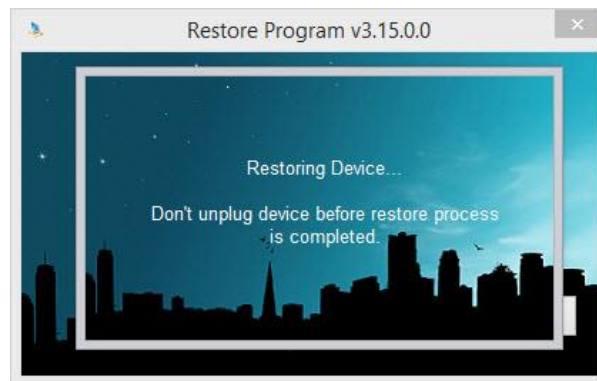 Restore Program v3.15.0.0
Restoring Device...
Don't unplug device before restore process
is completed.